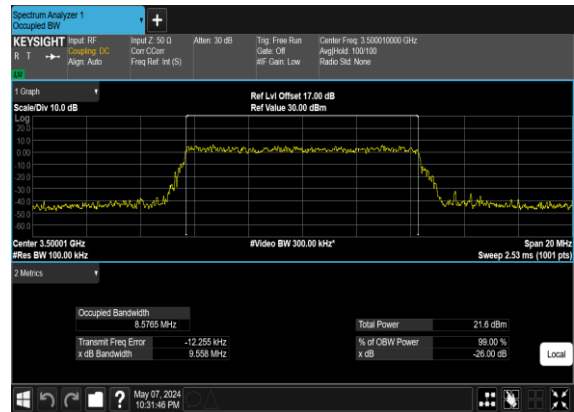 Spectrum Analyzer 1
Occupied BW
+
KEYSIGHT Input: RF Input Z: 50 Ω Atten: 30 dB Trig: Free Run Center Freq: 3.500010000 GHz
R T Coupling: DC Corr CCorr Gate: Off Avg|Hold: 100/100
Align: Auto Freq Ref: Int (S) #IF Gain: Low Radio Std: None
1 Graph
Ref Lvl Offset 17.00 dB
Scale/Div 10.0 dB Ref Value 30.00 dBm
Log
20.0
10.0
0.00
-10.0
-20.0
-30.0
-40.0
-50.0
-60.0
Center 3.50001 GHz #Video BW 300.00 kHz* Span 20 MHz
#Res BW 100.00 kHz Sweep 2.53 ms (1001 pts)
2 Metrics
Occupied Bandwidth
8.5765 MHz Total Power 21.6 dBm
Transmit Freq Error -12.255 kHz % of OBW Power 99.00 %
x dB Bandwidth 9.558 MHz x dB -26.00 dB
Local
? May 07, 2024
10:31:46 PM